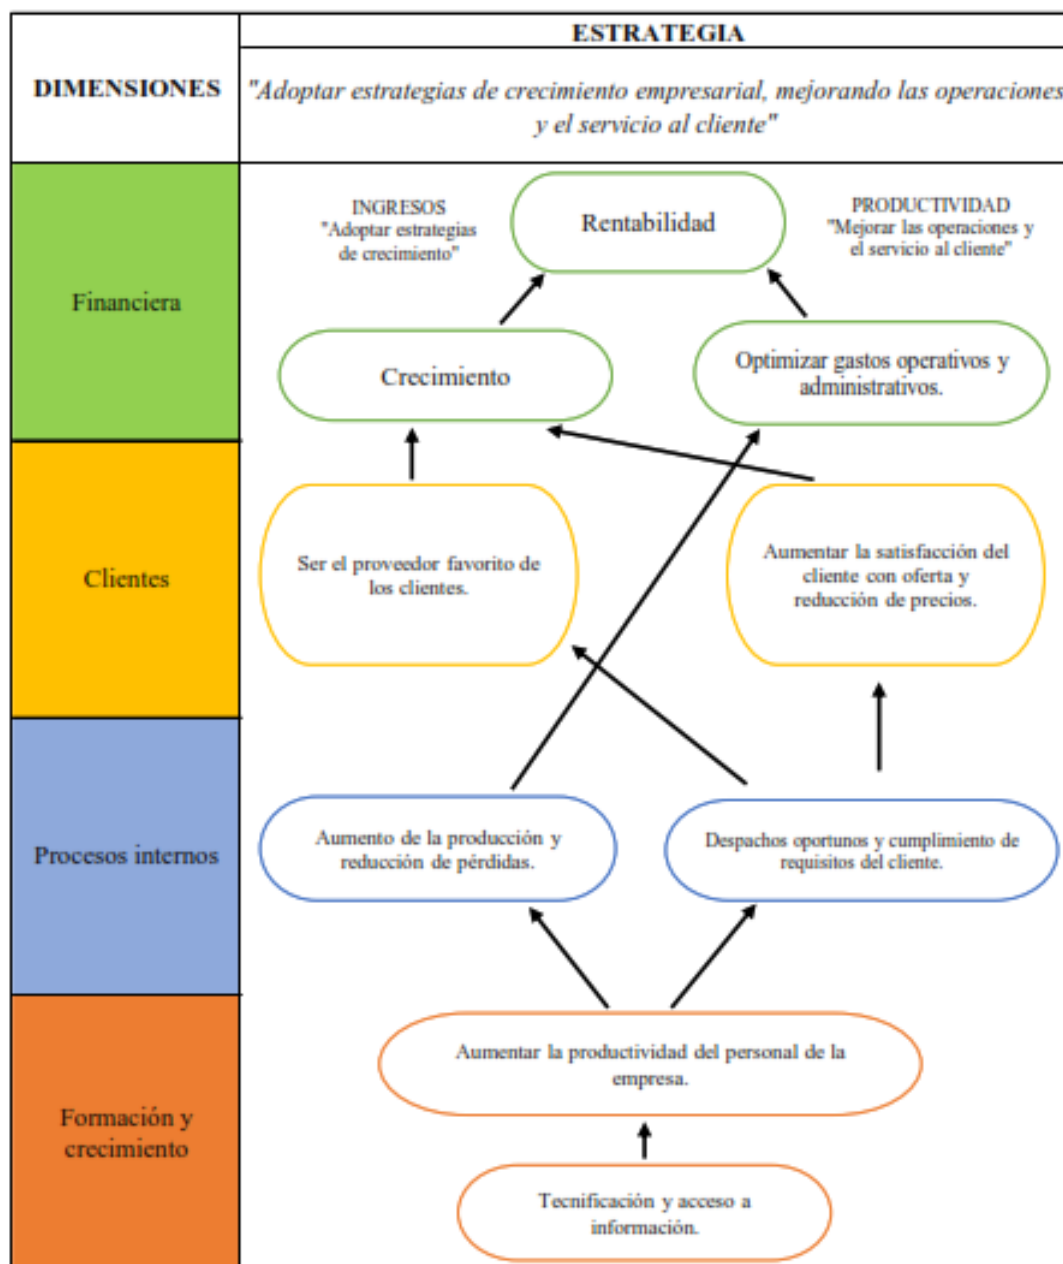 ESTRATEGIA
DIMENSIONES
"Adoptar estrategias de crecimiento empresarial, mejorando las operaciones
y el servicio al cliente"
Financiera
INGRESOS
"Adoptar estrategias
de crecimiento"
Rentabilidad
PRODUCTIVIDAD
"Mejorar las operaciones y
el servicio al cliente"
Crecimiento
Optimizar gastos operativos y
administrativos.
Clientes
Ser el proveedor favorito de
los clientes.
Aumentar la satisfacción del
cliente con oferta y
reducción de precios.
Procesos internos
Aumento de la producción y
reducción de pérdidas.
Despachos oportunos y cumplimiento de
requisitos del cliente.
Formación y
crecimiento
Aumentar la productividad del personal de la
empresa.
Tecnificación y acceso a
información.